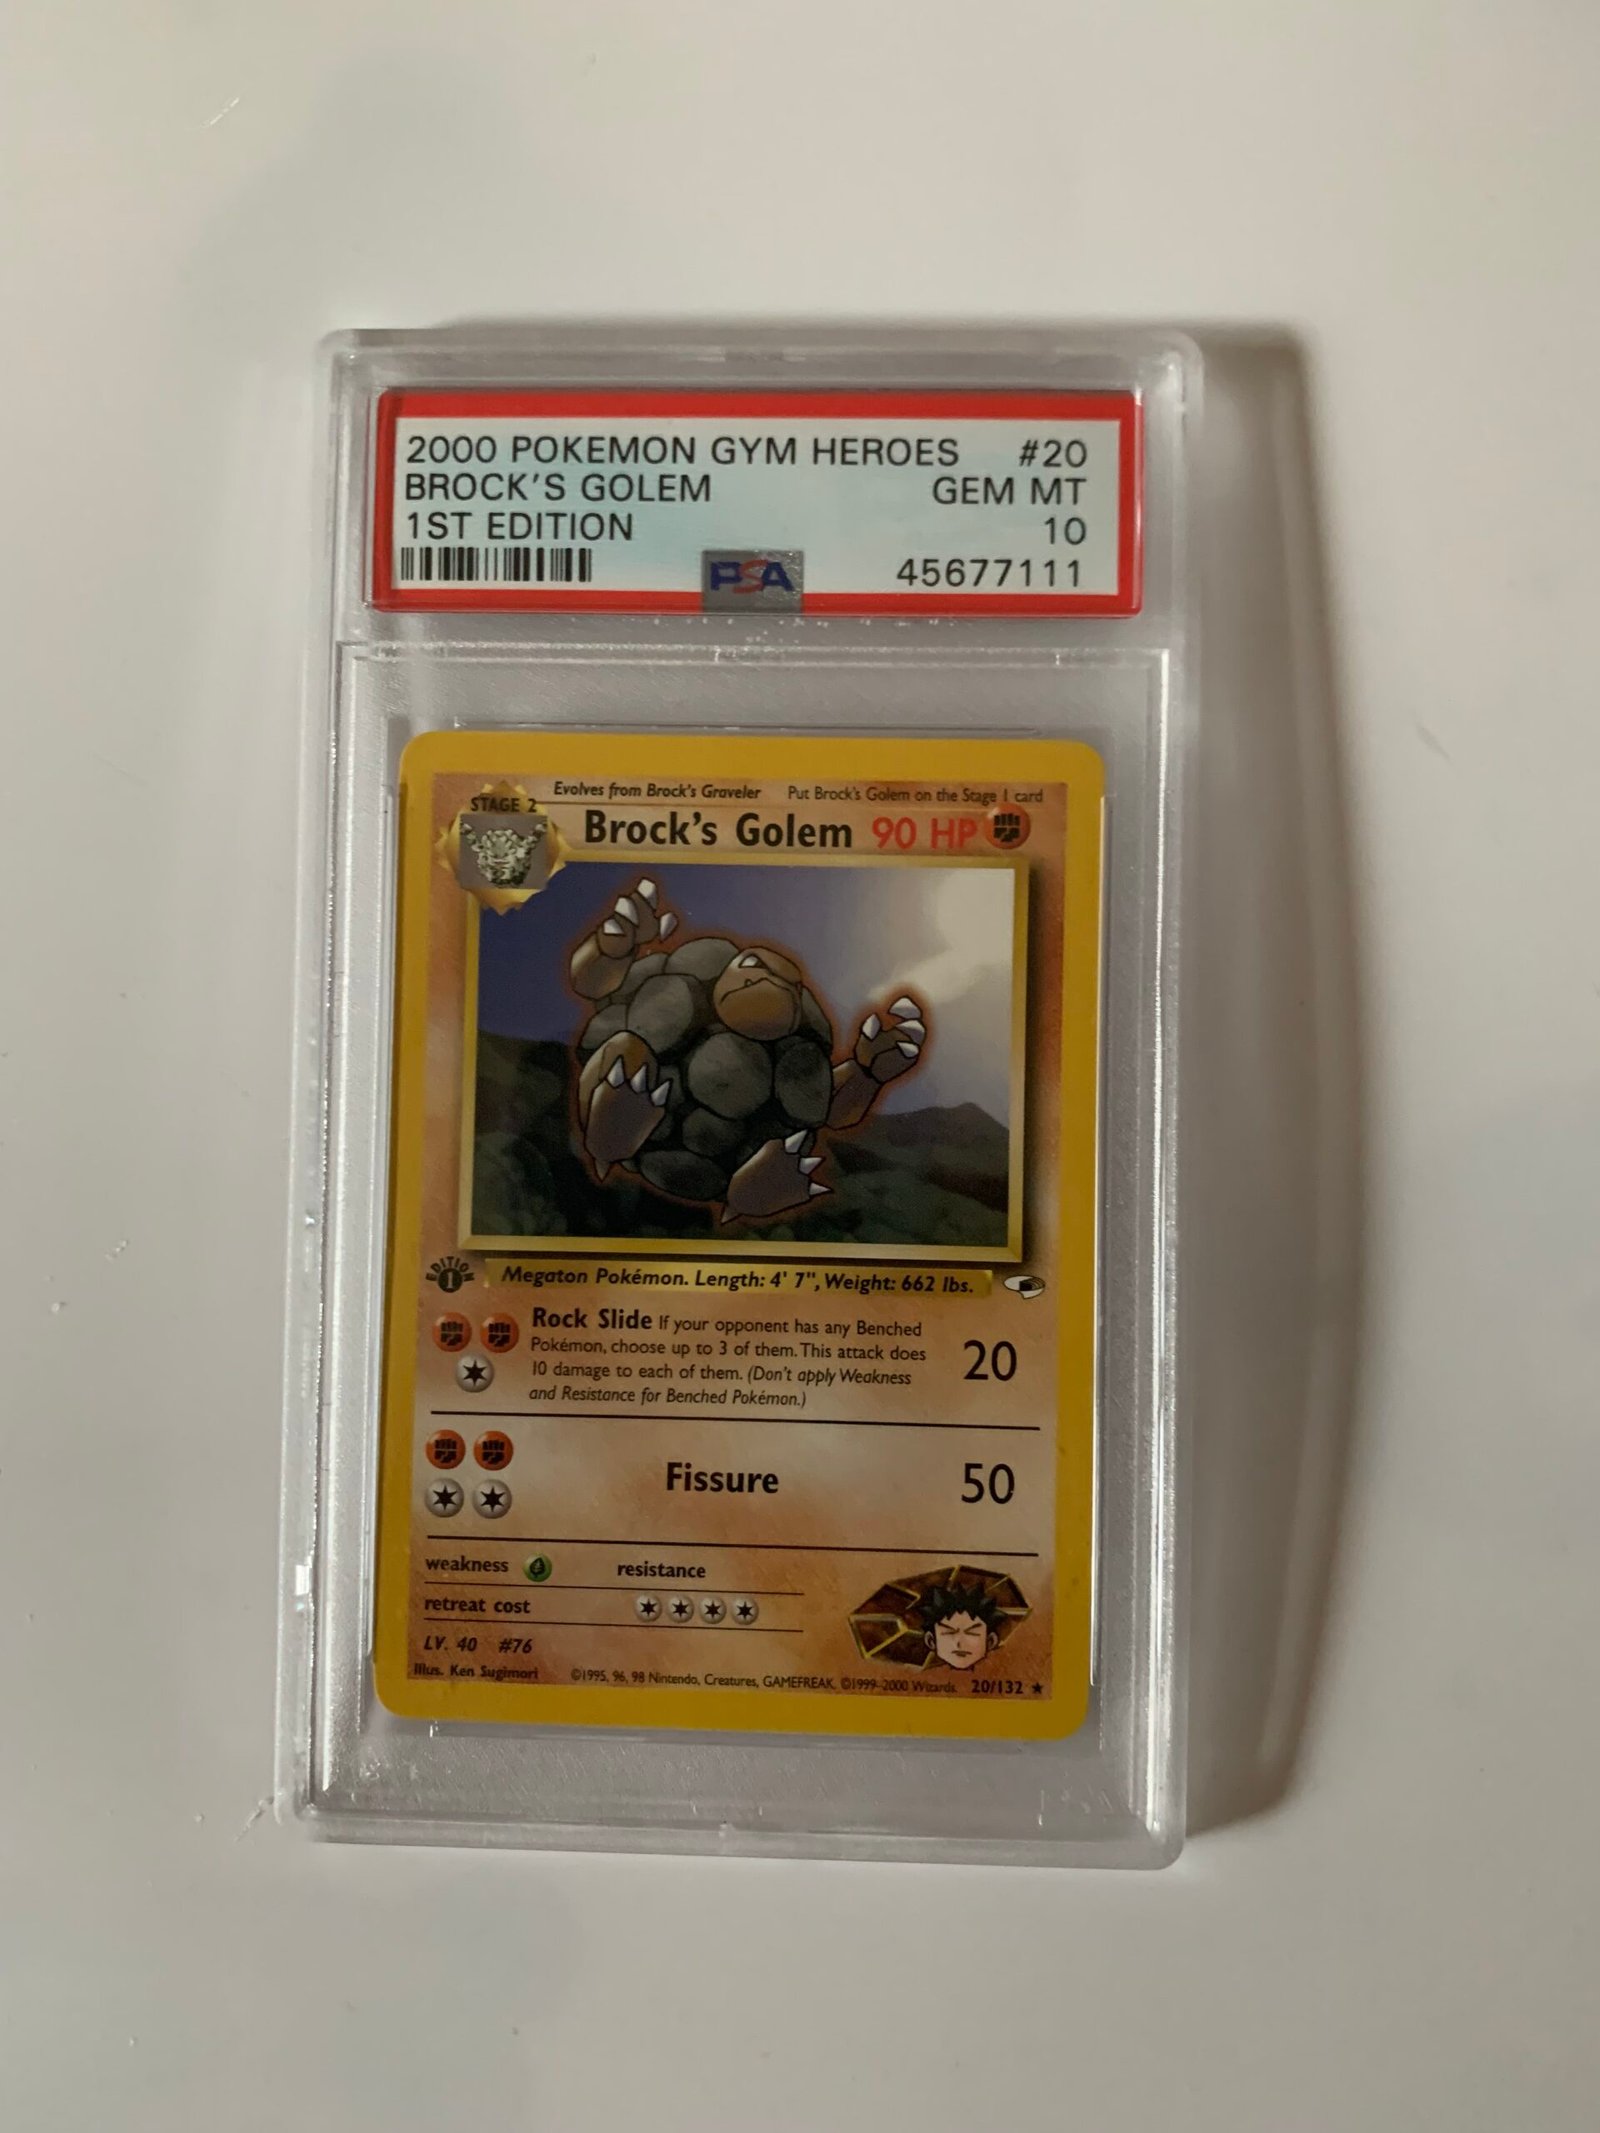 2000 POKEMON GYM HEROES #20
BROCK'S GOLEM GEM MT
1ST EDITION 10
PSA 45677111
Evolves from Brock's Graveler Put Brock's Golem on the Stage 1 card
STAGE 2
Brock's Golem 90 HP
EDITION 1
Megaton Pokémon. Length: 4' 7", Weight: 662 lbs.
Rock Slide If your opponent has any Benched
Pokémon, choose up to 3 of them. This attack does
10 damage to each of them. (Don't apply Weakness
and Resistance for Benched Pokémon.)
20
Fissure 50
weakness resistance
retreat cost
LV. 40 #76
Illus. Ken Sugimori ©1995, 96, 98 Nintendo, Creatures, GAMEFREAK. ©1999–2000 Wizards. 20/132 ★